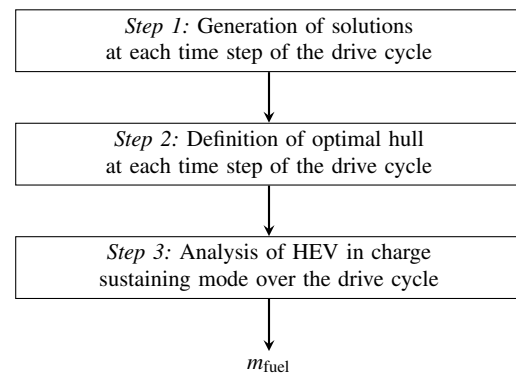 Step 1: Generation of solutions
at each time step of the drive cycle
Step 2: Definition of optimal hull
at each time step of the drive cycle
Step 3: Analysis of HEV in charge
sustaining mode over the drive cycle
m_fuel